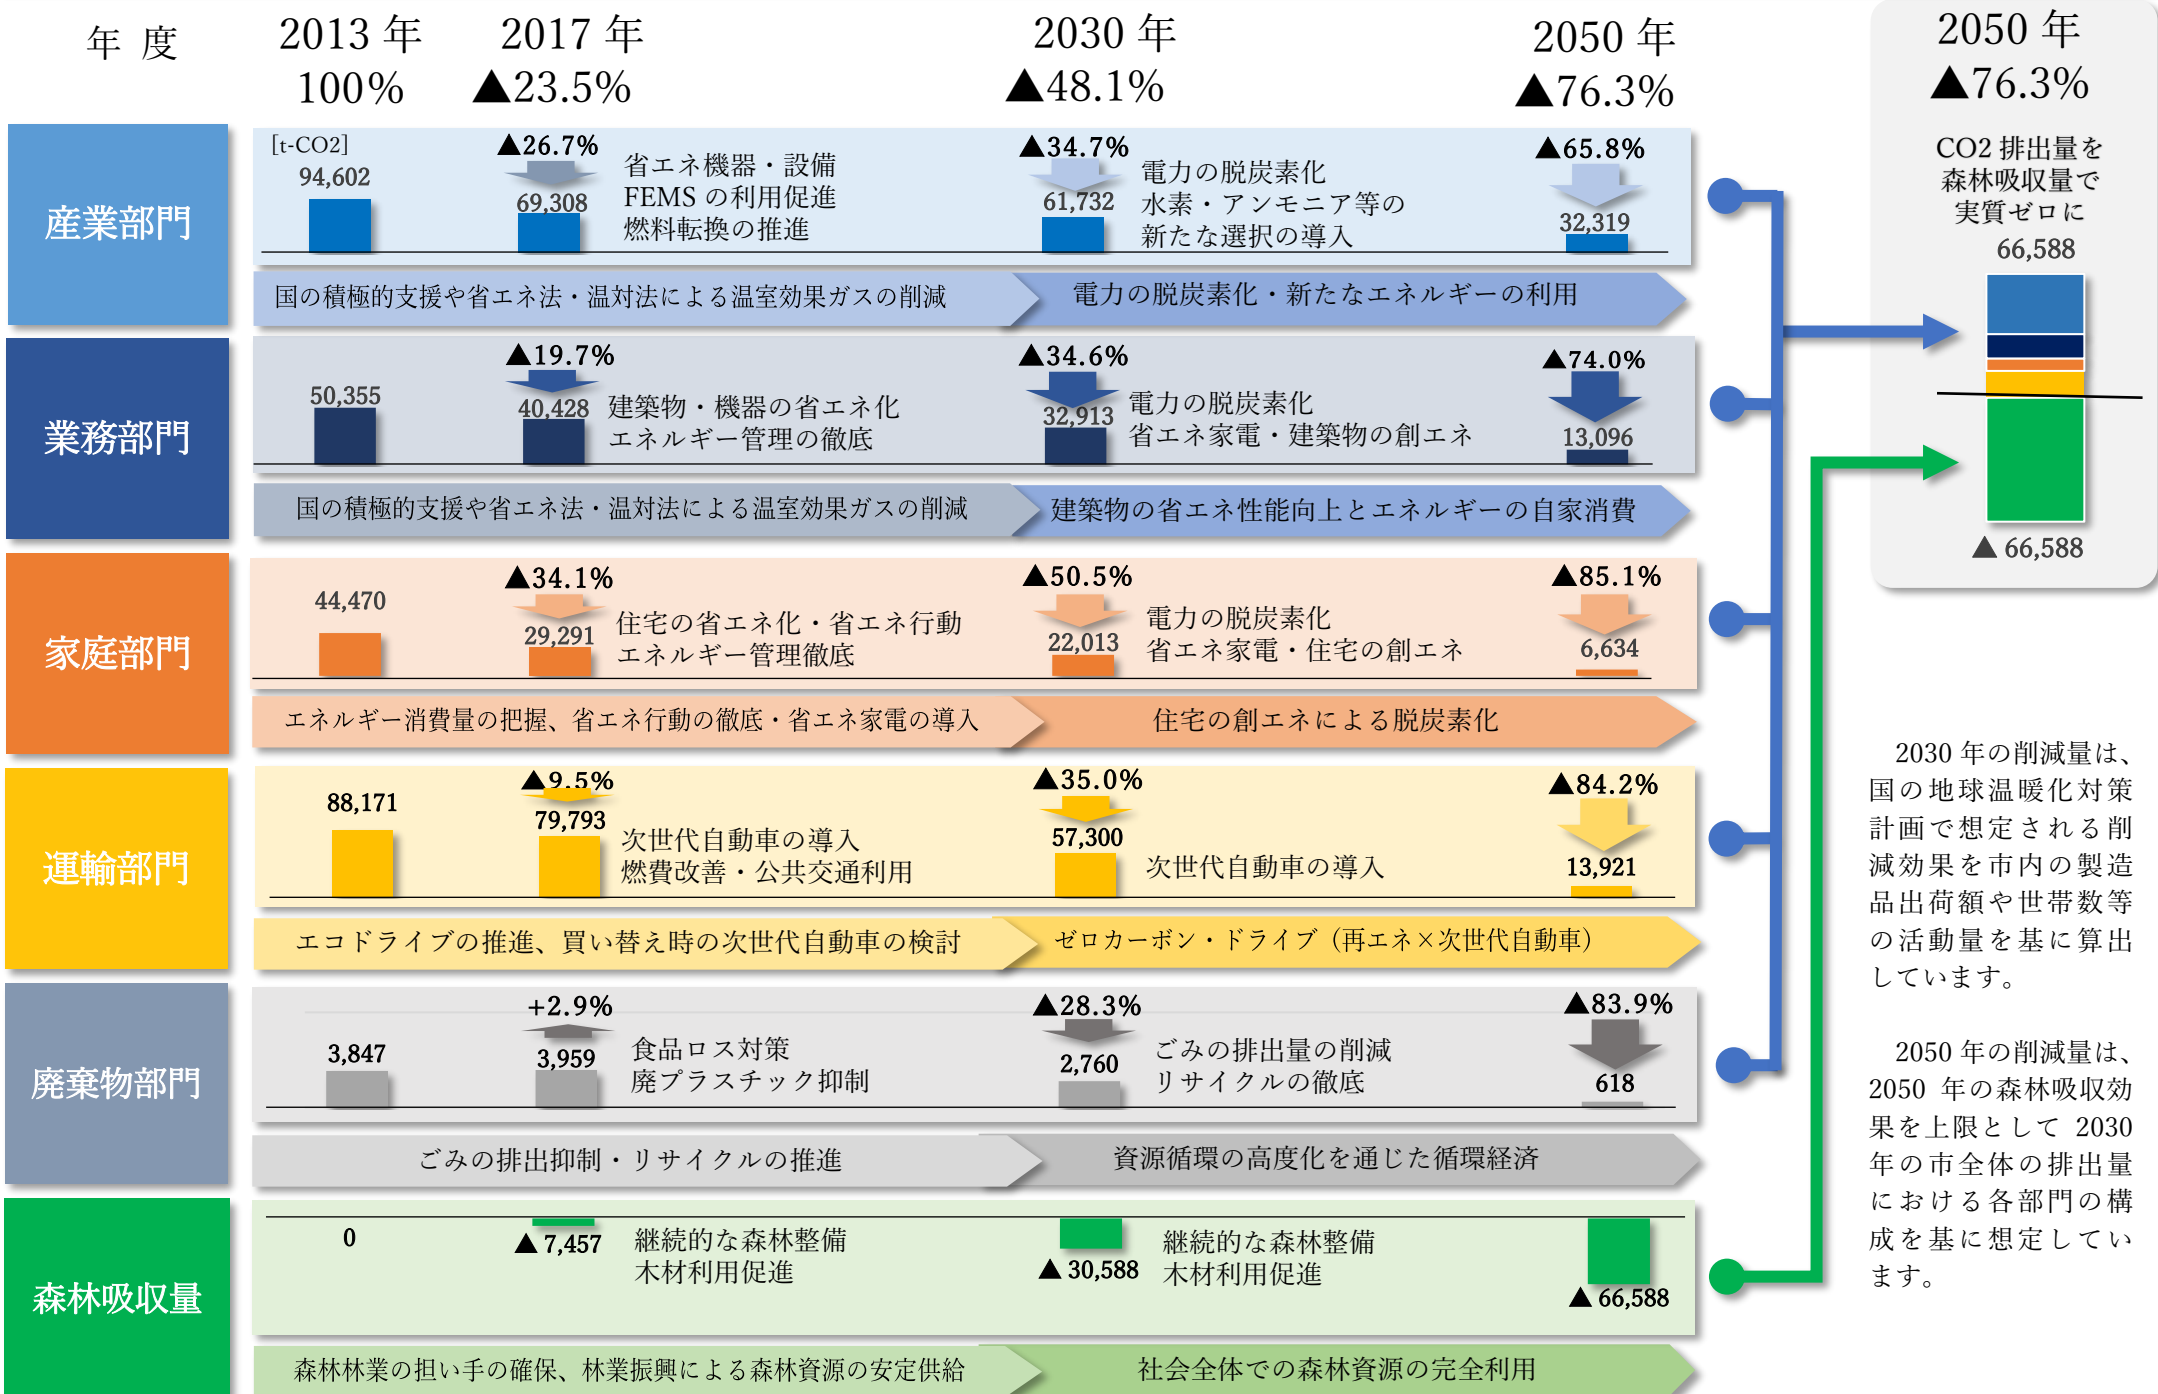 年 度
2013 年
100%
2017 年
▲23.5%
2030 年
▲48.1%
2050 年
▲76.3%
産業部門
[t-CO2]
94,602
▲26.7%
69,308
省エネ機器・設備
FEMS の利用促進
燃料転換の推進
▲34.7%
61,732
電力の脱炭素化
水素・アンモニア等の
新たな選択の導入
▲65.8%
32,319
国の積極的支援や省エネ法・温対法による温室効果ガスの削減
電力の脱炭素化・新たなエネルギーの利用
業務部門
50,355
▲19.7%
40,428
建築物・機器の省エネ化
エネルギー管理の徹底
▲34.6%
32,913
電力の脱炭素化
省エネ家電・建築物の創エネ
▲74.0%
13,096
国の積極的支援や省エネ法・温対法による温室効果ガスの削減
建築物の省エネ性能向上とエネルギーの自家消費
家庭部門
44,470
▲34.1%
29,291
住宅の省エネ化・省エネ行動
エネルギー管理徹底
▲50.5%
22,013
電力の脱炭素化
省エネ家電・住宅の創エネ
▲85.1%
6,634
エネルギー消費量の把握、省エネ行動の徹底・省エネ家電の導入
住宅の創エネによる脱炭素化
運輸部門
88,171
▲9.5%
79,793
次世代自動車の導入
燃費改善・公共交通利用
▲35.0%
57,300
次世代自動車の導入
▲84.2%
13,921
エコドライブの推進、買い替え時の次世代自動車の検討
ゼロカーボン・ドライブ（再エネ×次世代自動車）
廃棄物部門
3,847
+2.9%
3,959
食品ロス対策
廃プラスチック抑制
▲28.3%
2,760
ごみの排出量の削減
リサイクルの徹底
▲83.9%
618
ごみの排出抑制・リサイクルの推進
資源循環の高度化を通じた循環経済
森林吸収量
0
▲ 7,457
継続的な森林整備
木材利用促進
▲ 30,588
継続的な森林整備
木材利用促進
▲ 66,588
森林林業の担い手の確保、林業振興による森林資源の安定供給
社会全体での森林資源の完全利用
2050 年
▲76.3%
CO2 排出量を
森林吸収量で
実質ゼロに
66,588
▲ 66,588
2030 年の削減量は、
国の地球温暖化対策
計画で想定される削
減効果を市内の製造
品出荷額や世帯数等
の活動量を基に算出
しています。
2050 年の削減量は、
2050 年の森林吸収効
果を上限として 2030
年の市全体の排出量
における各部門の構
成を基に想定してい
ます。